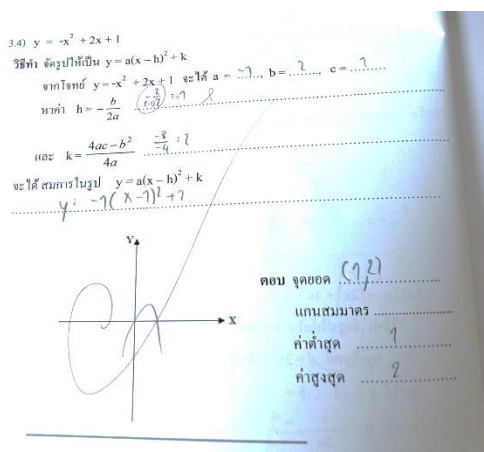 3.4) y = -x² + 2x + 1
วิธีทำ จัดรูปให้เป็น y = a(x – h)² + k
จากโจทย์ y = -x² + 2x + 1 จะได้ a = -1, b = 2, c = 1
หาค่า h = -b/2a -2/(-1)2 = 1
และ k = (4ac – b²)/4a -8/-4 = 2
จะได้ สมการในรูป y = a(x – h)² + k
y = -1(x-1)² + 1
Y
X
ตอบ จุดยอด (1,2)
แกนสมมาตร
ค่าต่ำสุด 1
ค่าสูงสุด 2